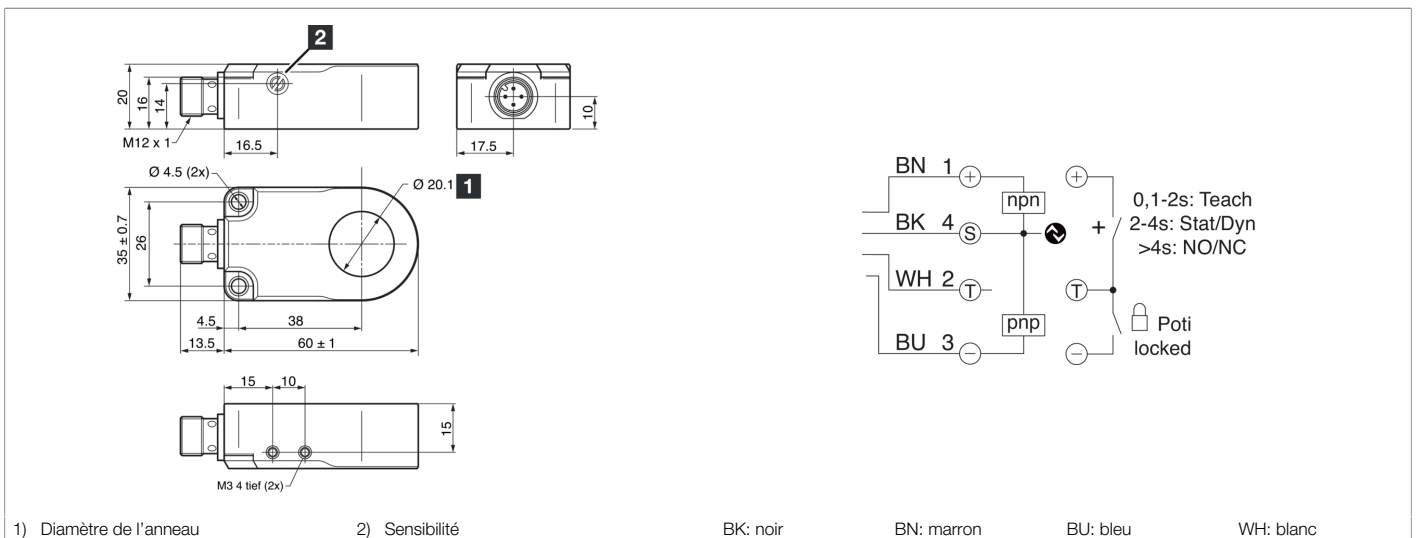 2
20
16
14
M12 x 1
16.5
17.5
10
Ø 4.5 (2x)
Ø 20.1 1
35 ± 0.7
26
4.5
38
13.5
60 ± 1
15
10
15
M3 4 tief (2x)
BN 1
+
npn
BK 4
S
WH 2
T
pnp
BU 3
−
+
+
0,1-2s: Teach
2-4s: Stat/Dyn
>4s: NO/NC
T
Poti
locked
−
1) Diamètre de l'anneau
2) Sensibilité
BK: noir
BN: marron
BU: bleu
WH: blanc